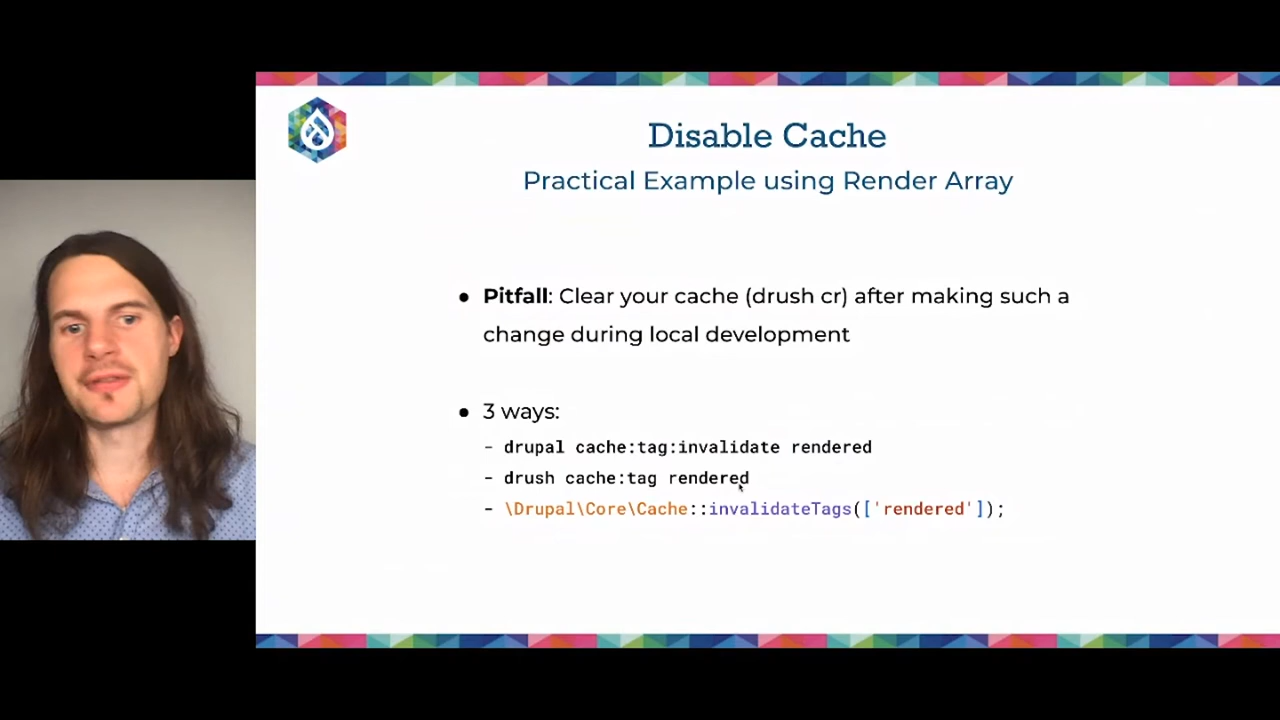 Disable Cache
Practical Example using Render Array
● Pitfall: Clear your cache (drush cr) after making such a
change during local development
● 3 ways:
- drupal cache:tag:invalidate rendered
- drush cache:tag rendered
- \Drupal\Core\Cache::invalidateTags(['rendered']);